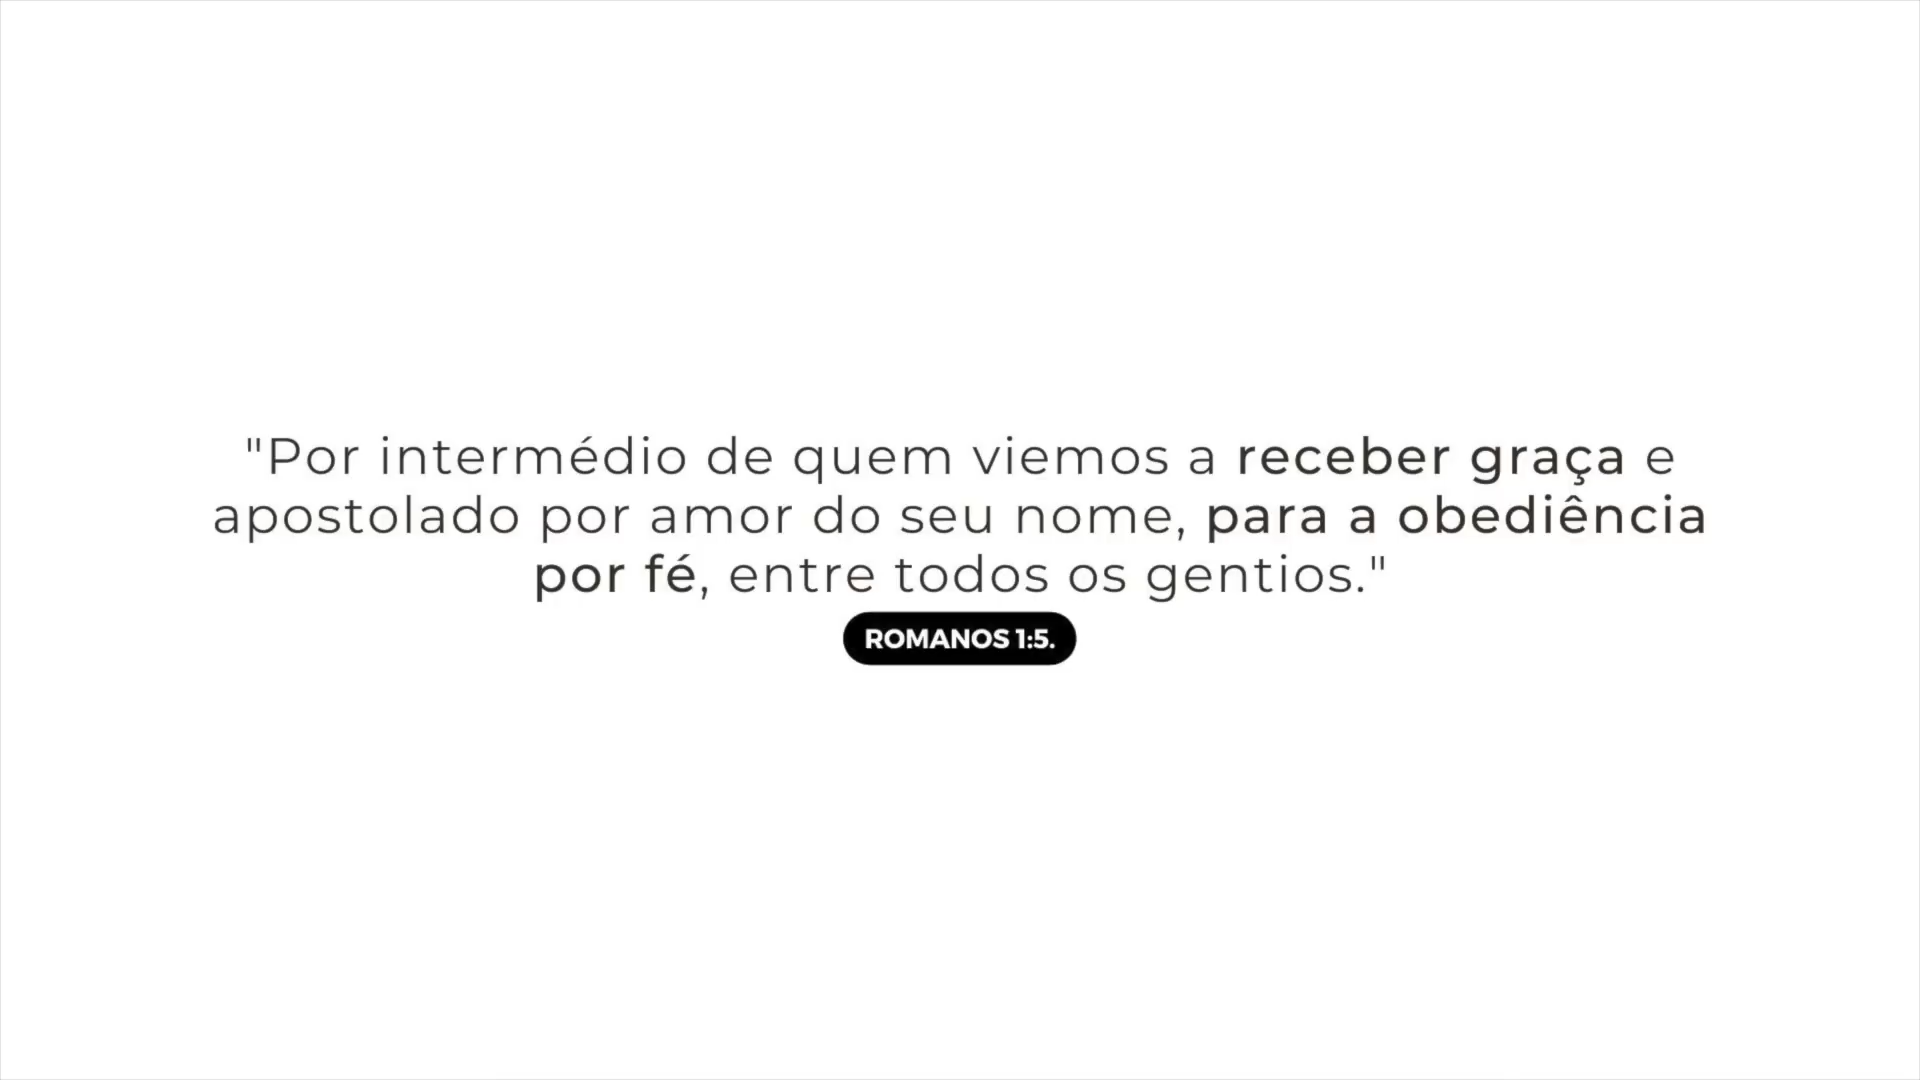 "Por intermédio de quem viemos a receber graça e
apostolado por amor do seu nome, para a obediência
por fé, entre todos os gentios."
ROMANOS 1:5.